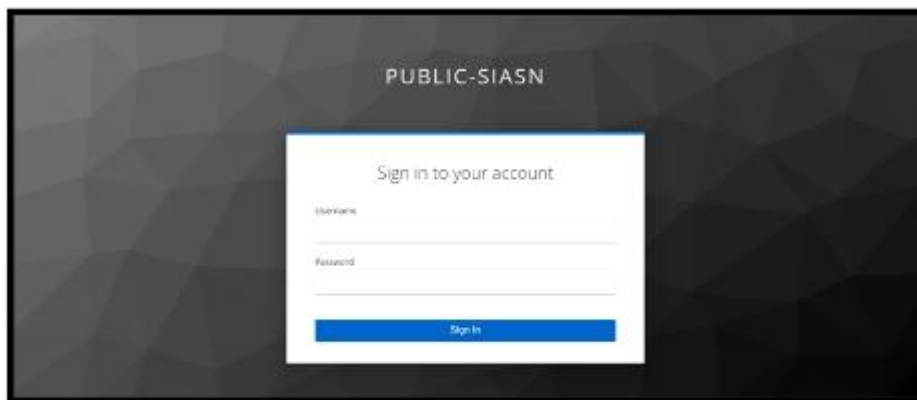 PUBLIC-SIASN
Sign in to your account
Username
Password
Sign In